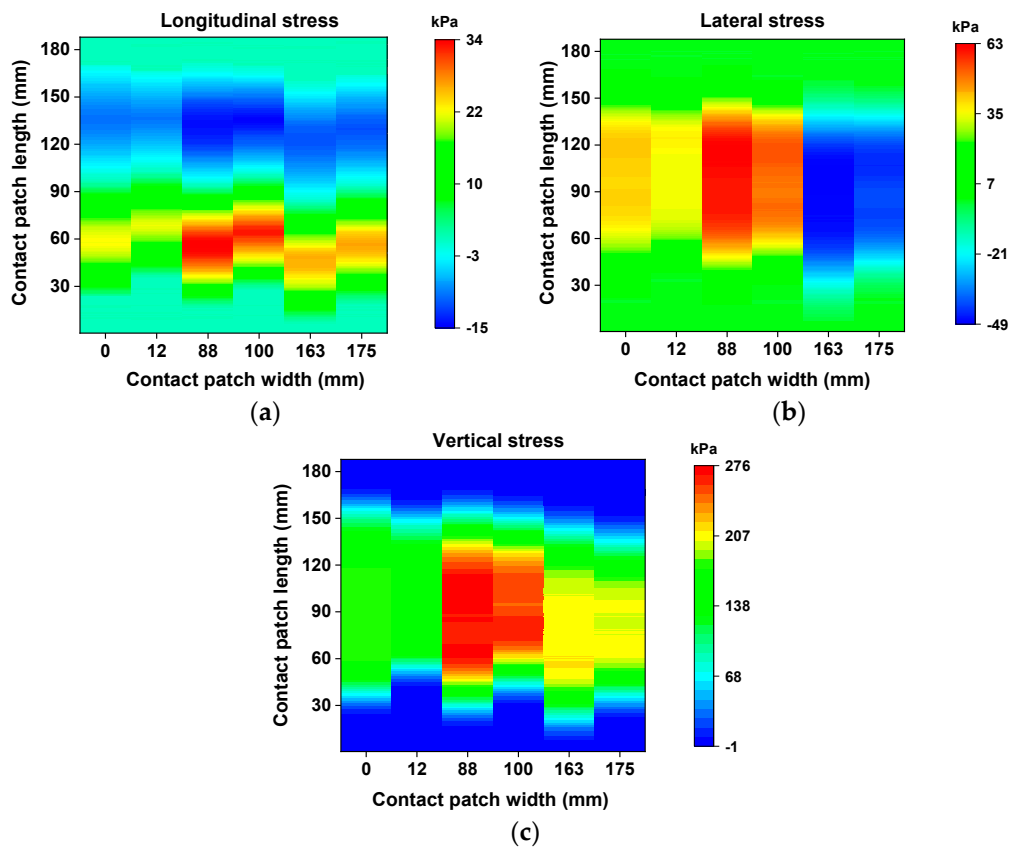 Longitudinal stress
kPa
Contact patch length (mm)
180
150
120
90
60
30
0 12 88 100 163 175
Contact patch width (mm)
34
22
10
-3
-15
(a)
Lateral stress
kPa
Contact patch length (mm)
180
150
120
90
60
30
0 12 88 100 163 175
Contact patch width (mm)
63
35
7
-21
-49
(b)
Vertical stress
kPa
Contact patch length (mm)
180
150
120
90
60
30
0 12 88 100 163 175
Contact patch width (mm)
276
207
138
68
-1
(c)